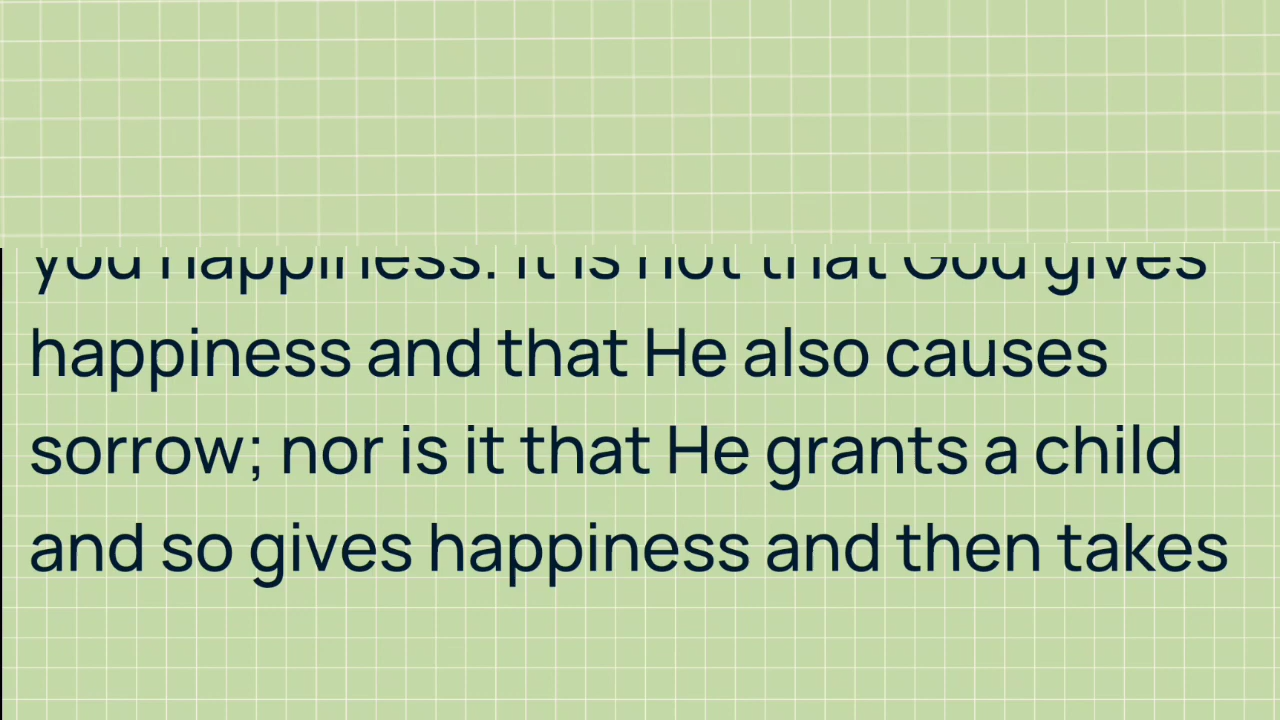 you happiness. It is not that God gives
happiness and that He also causes
sorrow; nor is it that He grants a child
and so gives happiness and then takes